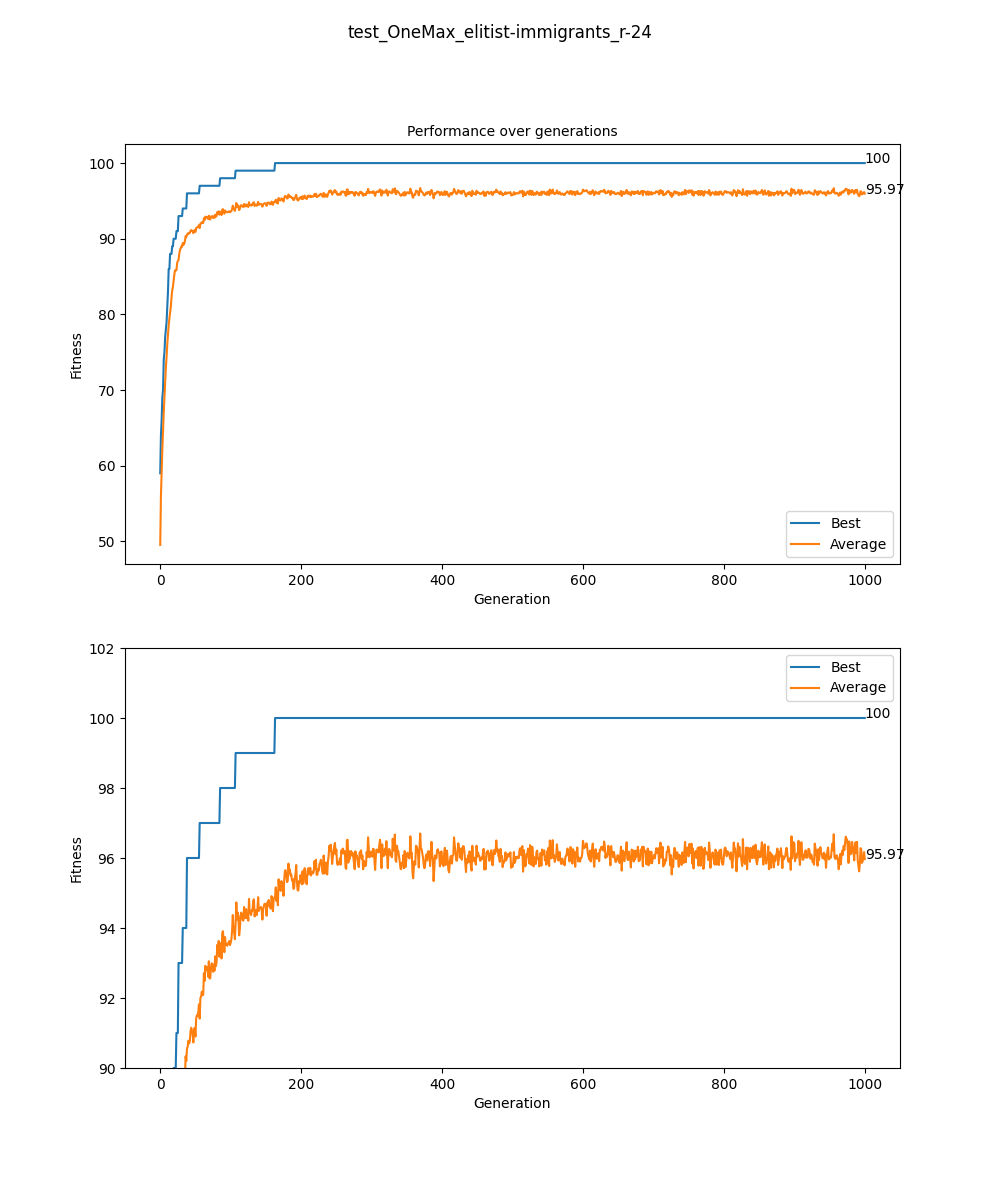 test_OneMax_elitist-immigrants_r-24
Performance over generations
100
95.97
Fitness
100
90
80
70
60
50
Best
Average
0 200 400 600 800 1000
Generation
102
100
98
96
94
92
90
Fitness
Best
Average
100
95.97
0 200 400 600 800 1000
Generation